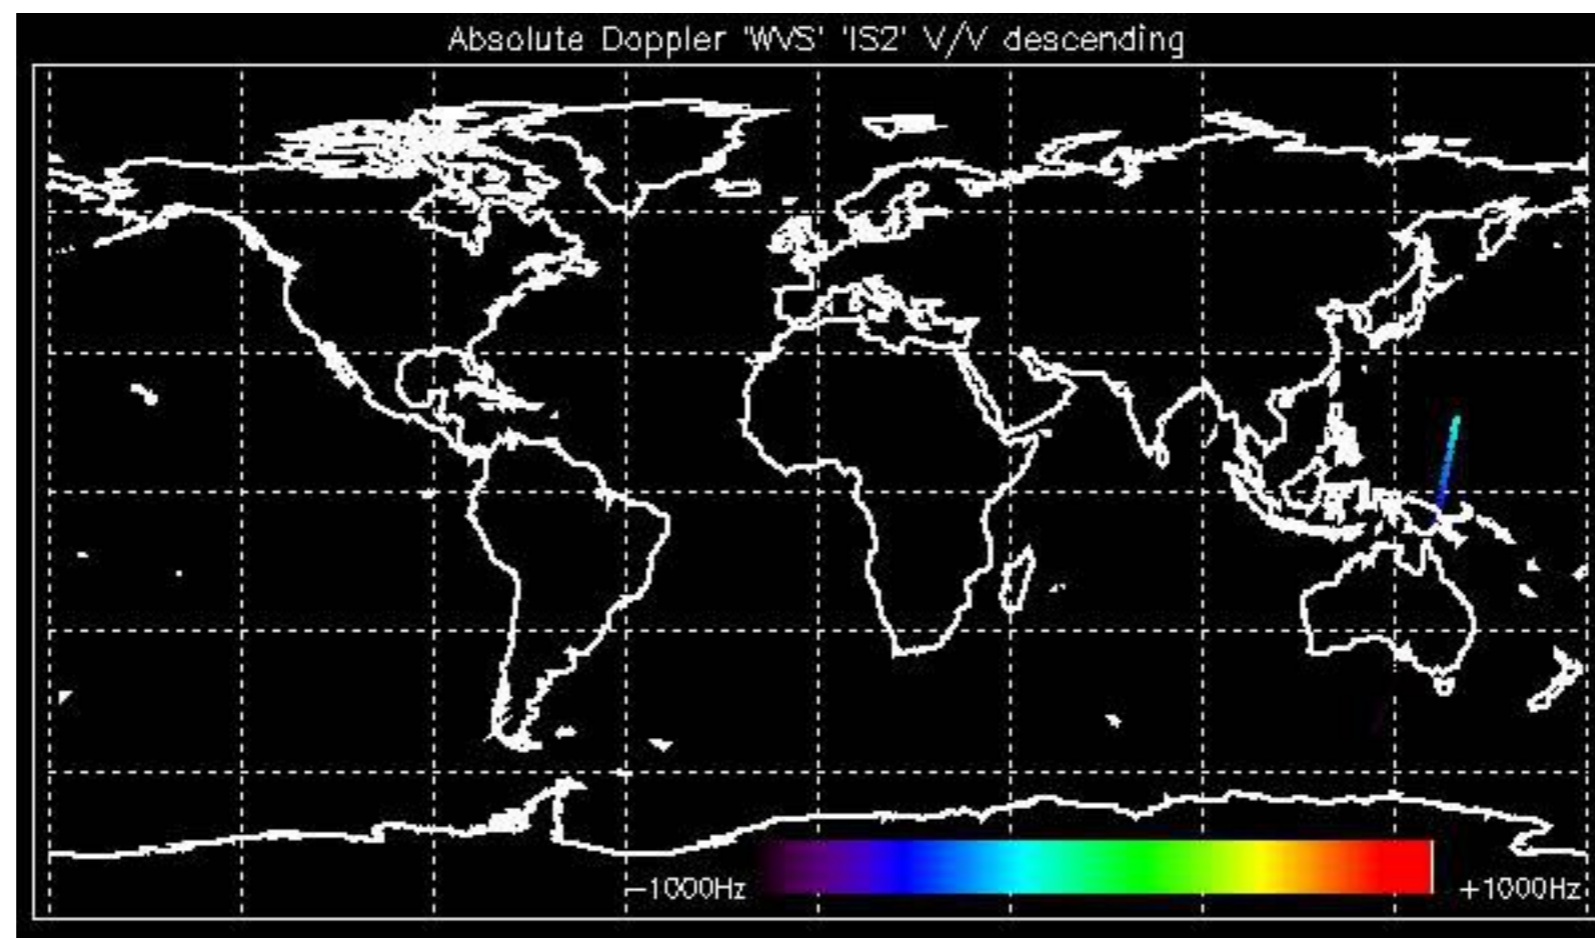 Absolute Doppler 'WVS' 'IS2' V/V descending
-1000Hz
+1000Hz